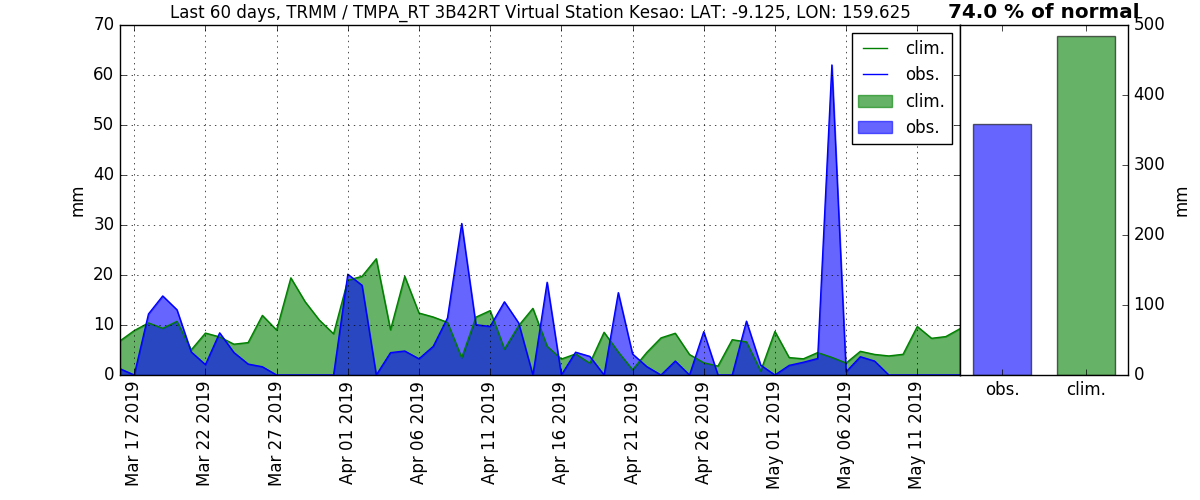 Last 60 days, TRMM / TMPA_RT 3B42RT Virtual Station Kesao: LAT: -9.125, LON: 159.625
74.0 % of normal
70
60
50
40
30
20
10
0
mm
clim.
obs.
clim.
obs.
500
400
300
200
100
0
mm
Mar 17 2019
Mar 22 2019
Mar 27 2019
Apr 01 2019
Apr 06 2019
Apr 11 2019
Apr 16 2019
Apr 21 2019
Apr 26 2019
May 01 2019
May 06 2019
May 11 2019
obs.
clim.